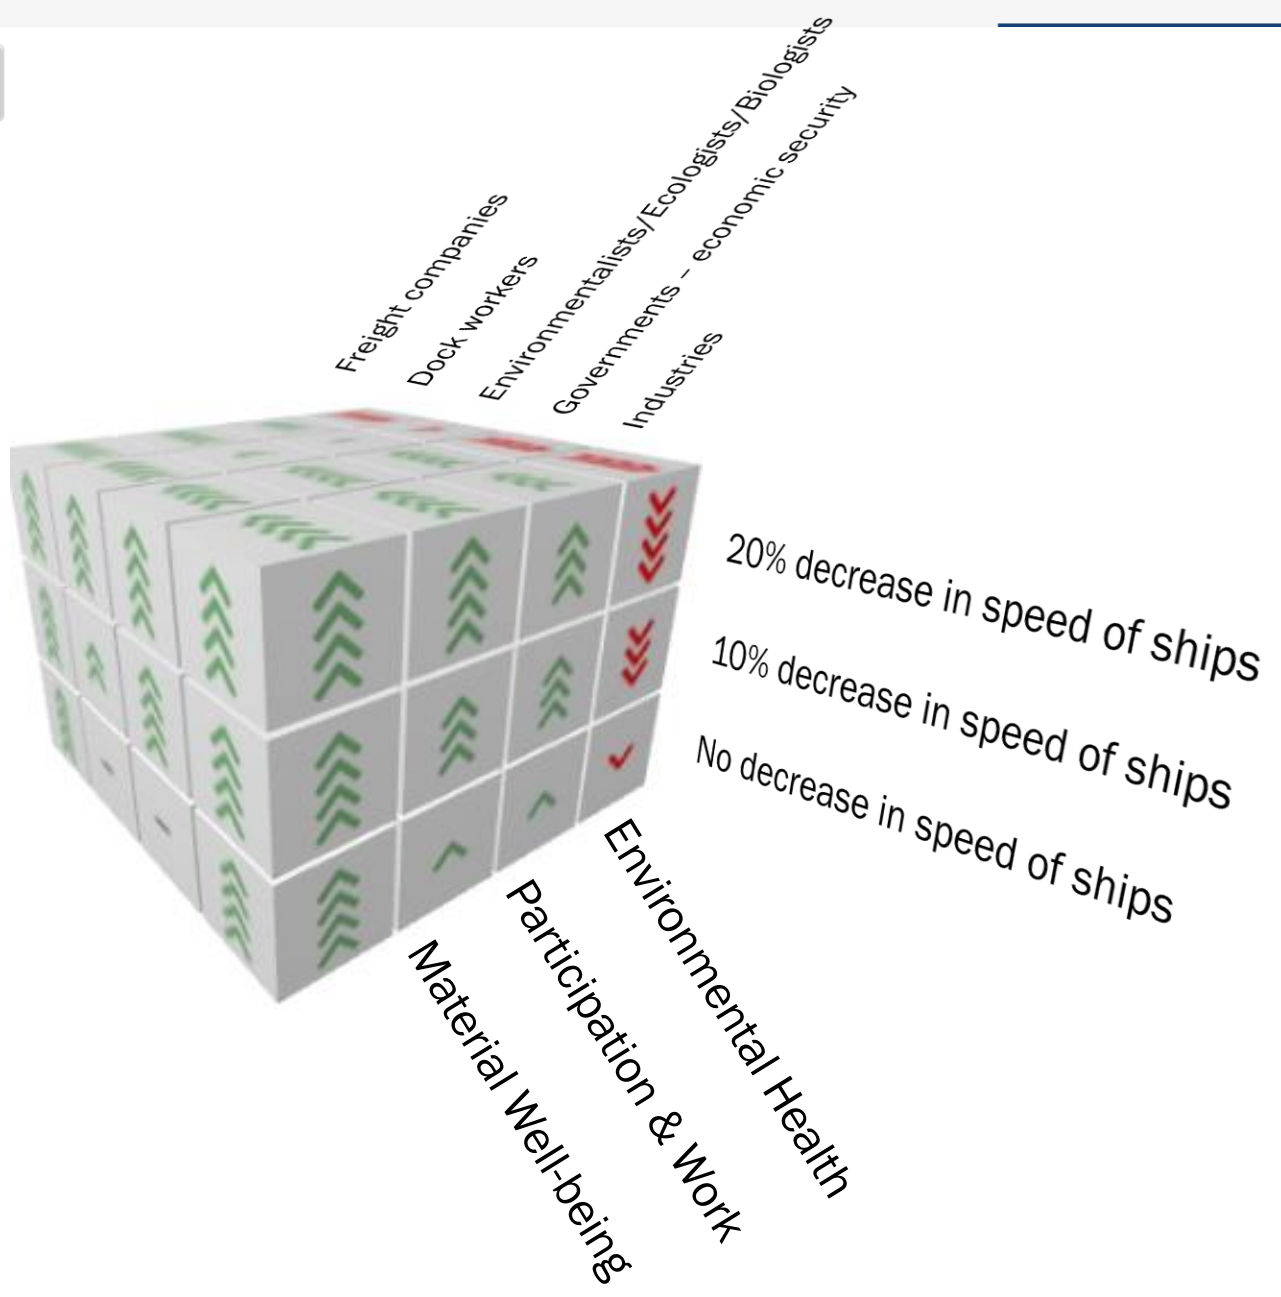 Freight companies
Dock workers
Environmentalists/Ecologists/Biologists
Governments – economic security
Industries
20% decrease in speed of ships
10% decrease in speed of ships
No decrease in speed of ships
Environmental Health
Participation & Work
Material Well-being